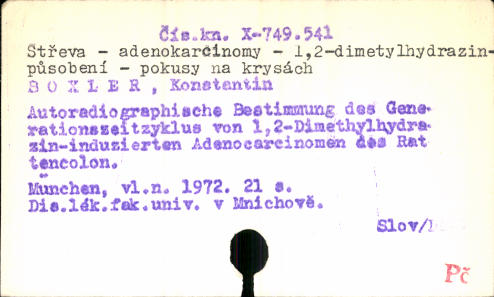 Čís.kn. X-749.541
Střeva - adenokarcinomy - 1,2-dimetylhydrazin-
působení - pokusy na krysách
B O X L E R , Konstantin
Autoradiographische Bestimmung des Gene-
rationszeitzyklus von 1,2-Dimethylhydra-
zin-induzierten Adenocarcinomen des Rat
tencolon.
München, vl.n. 1972. 21 s.
Dis.lék.fak.univ. v Mnichově.
Slov/
Pč